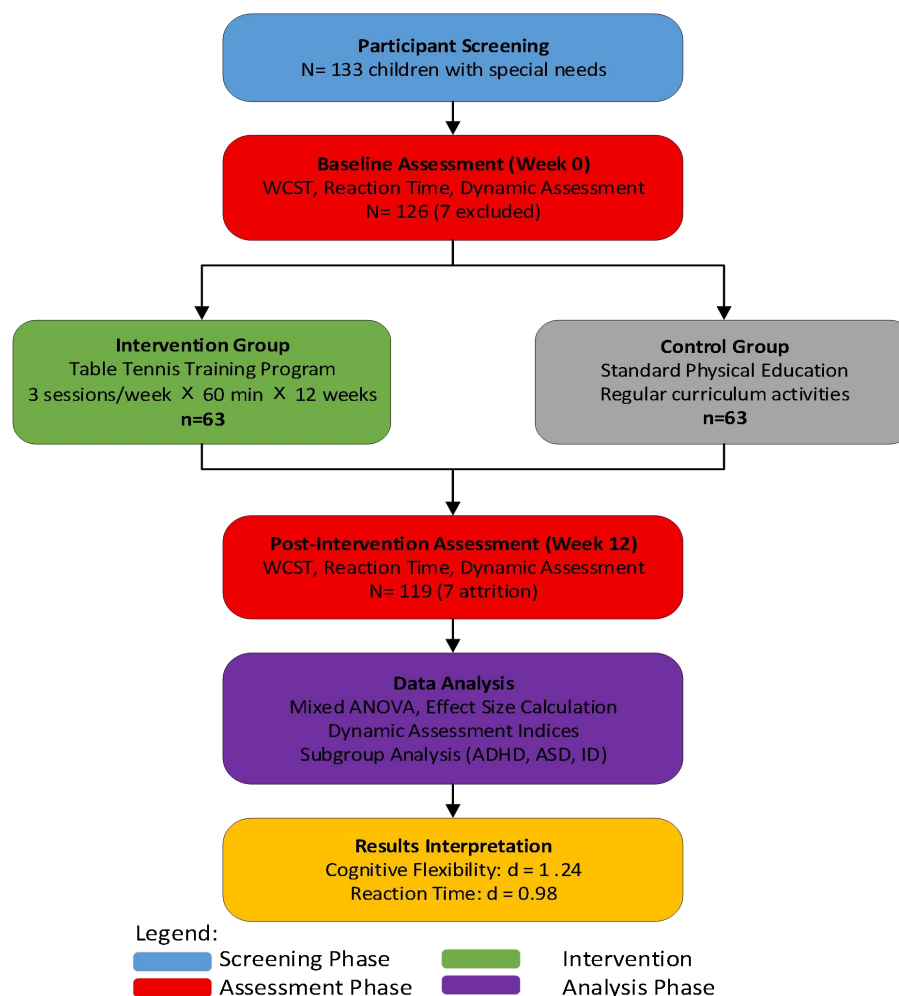 Participant Screening
N= 133 children with special needs
Baseline Assessment (Week 0)
WCST, Reaction Time, Dynamic Assessment
N= 126 (7 excluded)
Intervention Group
Table Tennis Training Program
3 sessions/week X 60 min X 12 weeks
n=63
Control Group
Standard Physical Education
Regular curriculum activities
n=63
Post-Intervention Assessment (Week 12)
WCST, Reaction Time, Dynamic Assessment
N= 119 (7 attrition)
Data Analysis
Mixed ANOVA, Effect Size Calculation
Dynamic Assessment Indices
Subgroup Analysis (ADHD, ASD, ID)
Results Interpretation
Cognitive Flexibility: d = 1 .24
Reaction Time: d = 0.98
Legend:
Screening Phase
Intervention
Assessment Phase
Analysis Phase